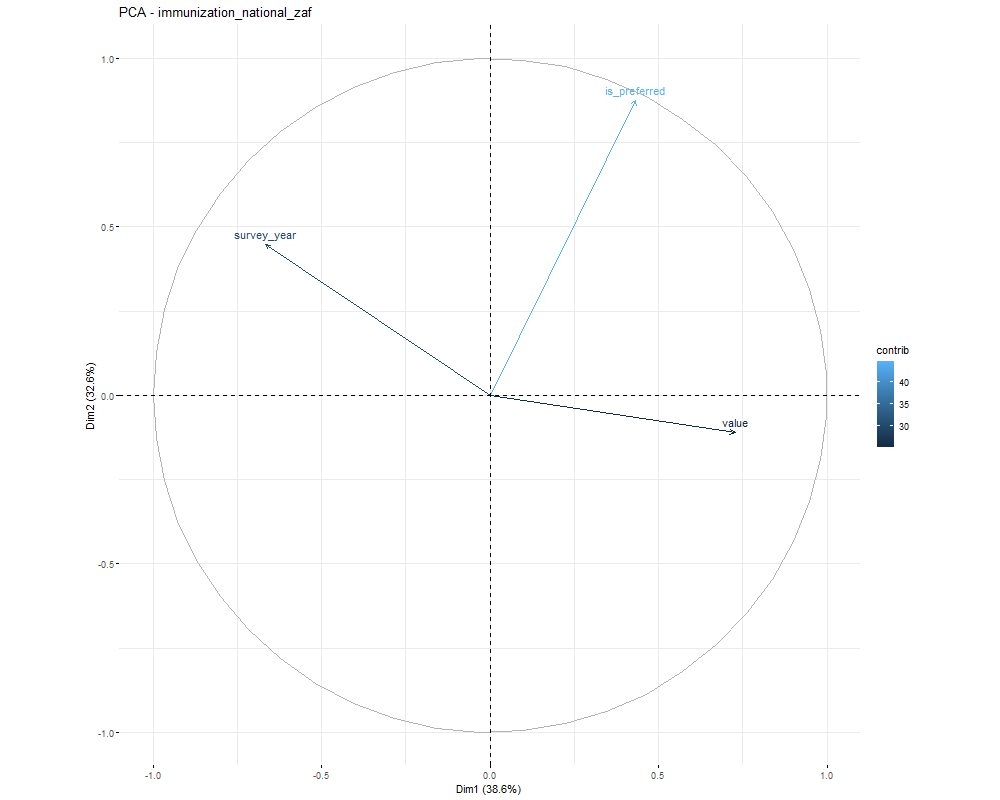 PCA - immunization_national_zaf
1.0
is_preferred
0.5
survey_year
contrib
40
35
30
0.0
value
Dim2 (32.6%)
-0.5
-1.0
-1.0 -0.5 0.0 0.5 1.0
Dim1 (38.6%)